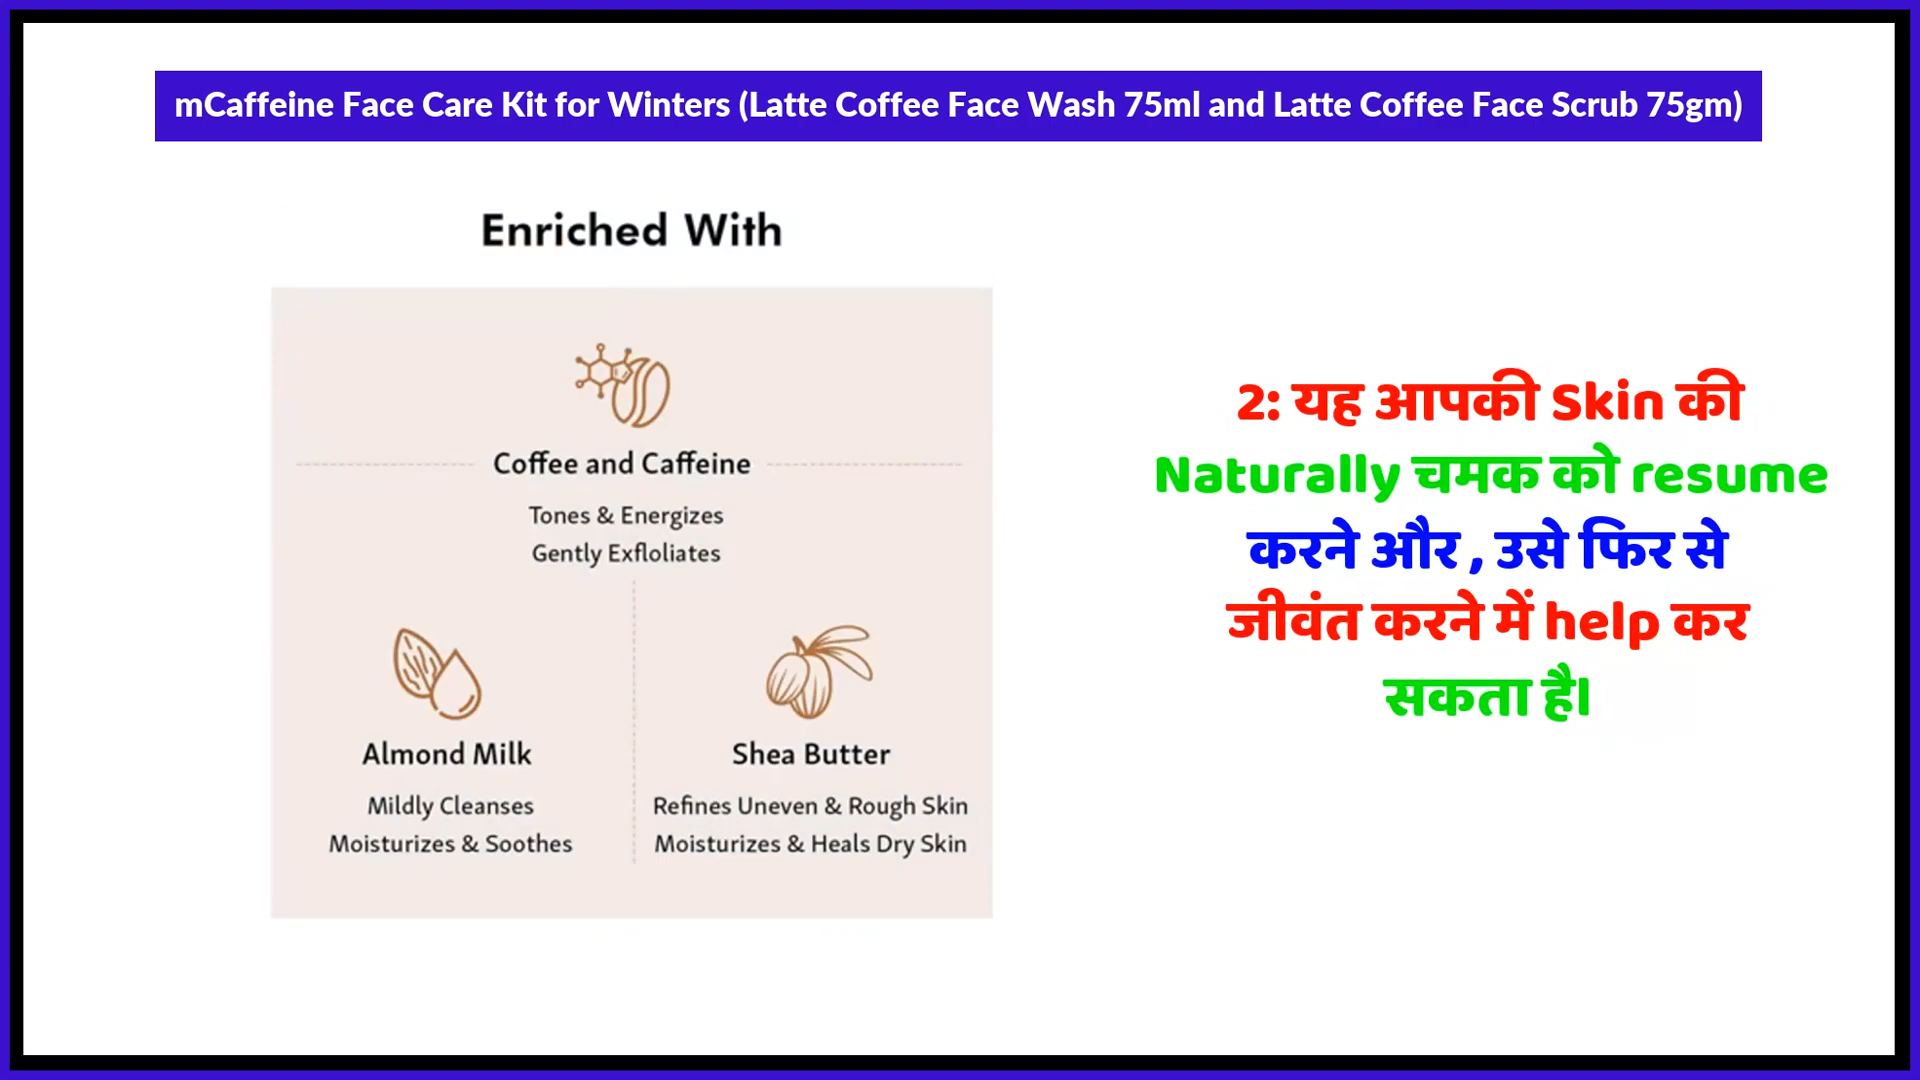 mCaffeine Face Care Kit for Winters (Latte Coffee Face Wash 75ml and Latte Coffee Face Scrub 75gm)
Enriched With
Coffee and Caffeine
Tones & Energizes
Gently Exfloliates
Almond Milk
Mildly Cleanses
Moisturizes & Soothes
Shea Butter
Refines Uneven & Rough Skin
Moisturizes & Heals Dry Skin
2: यह आपकी Skin की
Naturally चमक को resume
करने और , उसे फिर से
जीवंत करने में help कर
सकता है।